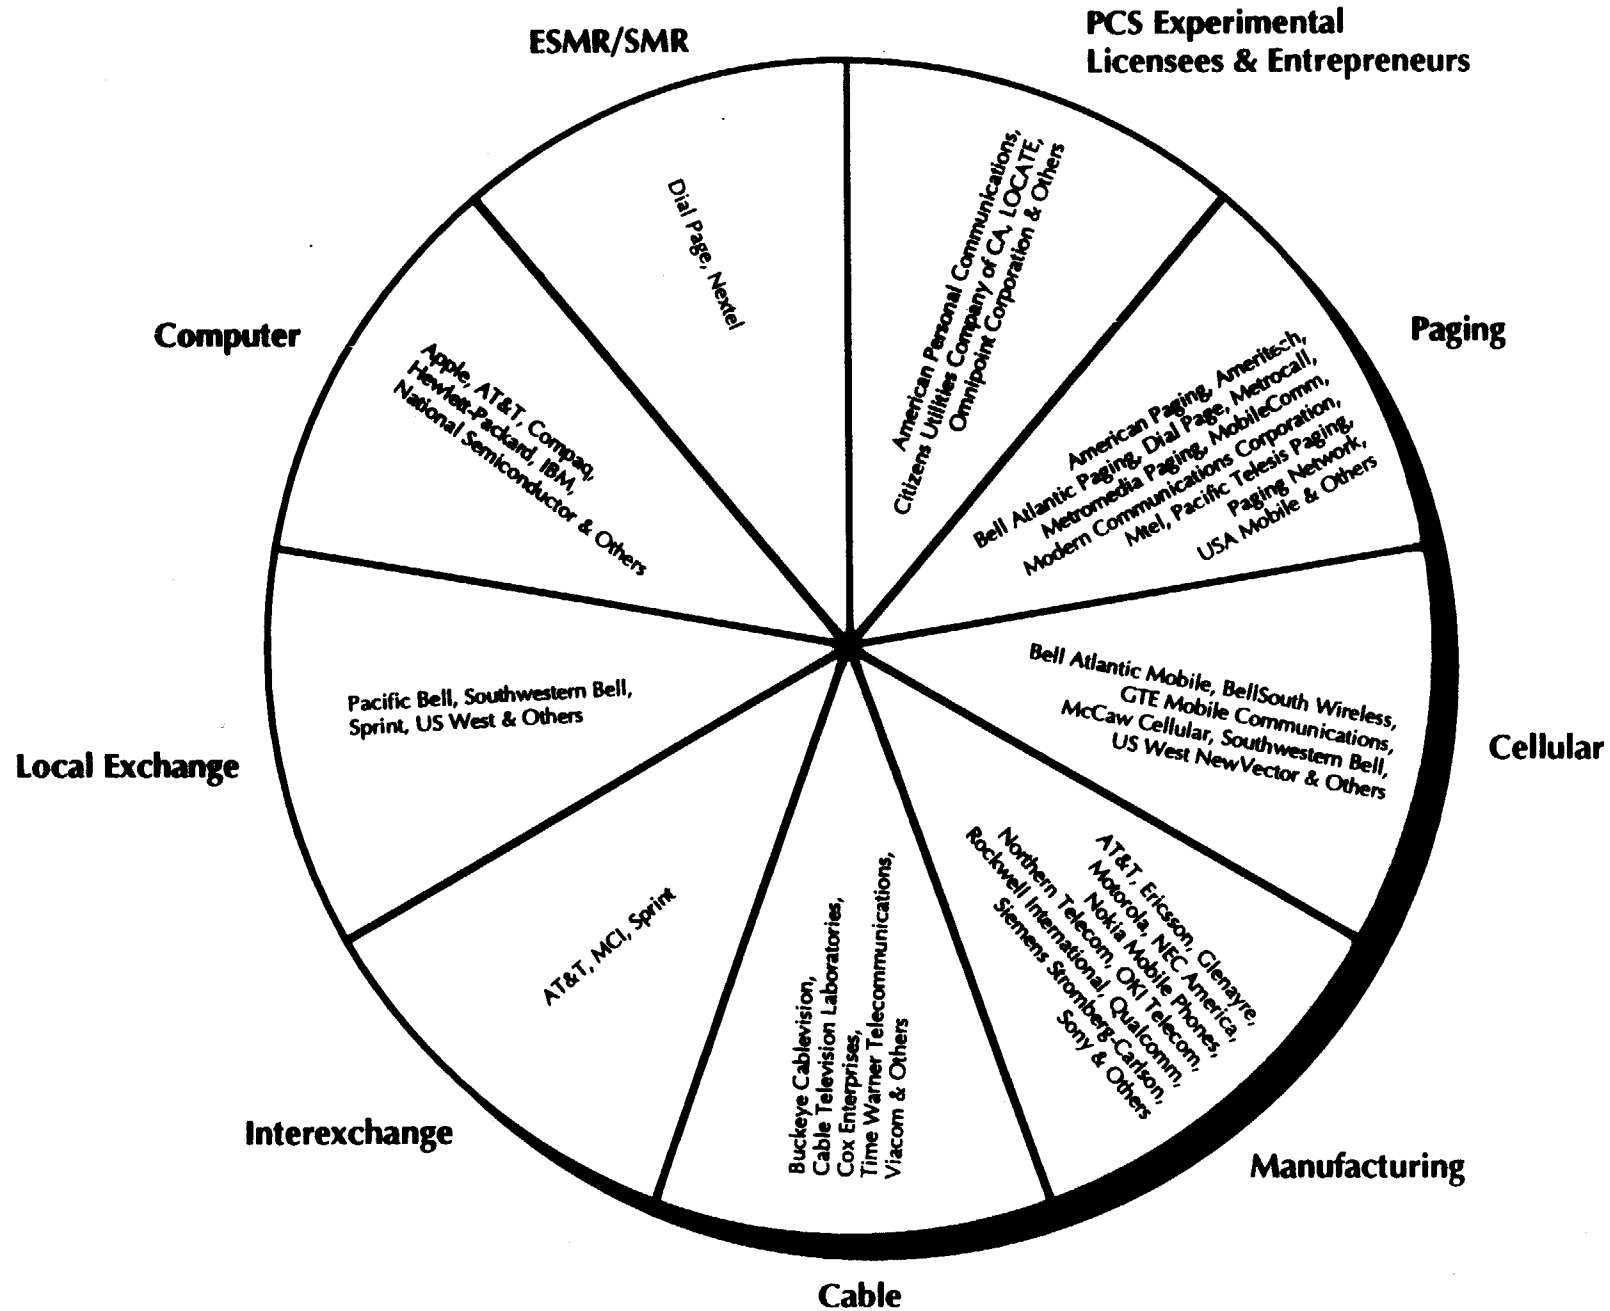 ESMR/SMR
PCS Experimental
Licensees & Entrepreneurs
Dial Page, Nextel
American Personal Communications,
Citizens Utilities Company of CA, LOCATE,
Omnipoint Corporation & Others
Paging
American Paging, Ameritech,
Bell Atlantic Paging, Dial Page, Metrocall,
Metromedia Paging, MobileComm,
Modern Communications Corporation,
Mtel, Pacific Telesis Paging,
Paging Network,
USA Mobile & Others
Cellular
Bell Atlantic Mobile, BellSouth Wireless,
GTE Mobile Communications,
McCaw Cellular, Southwestern Bell,
US West NewVector & Others
Manufacturing
AT&T, Ericsson, Glenayre,
Motorola, NEC America,
Nokia Mobile Phones,
Northern Telecom, OKI Telecom,
Rockwell International, Qualcomm,
Siemens Stromberg-Carlson,
Sony & Others
Cable
Buckeye Cablevision,
Cable Television Laboratories,
Cox Enterprises,
Time Warner Telecommunications,
Viacom & Others
Interexchange
AT&T, MCI, Sprint
Local Exchange
Pacific Bell, Southwestern Bell,
Sprint, US West & Others
Computer
Apple, AT&T, Compaq,
Hewlett-Packard, IBM,
National Semiconductor & Others